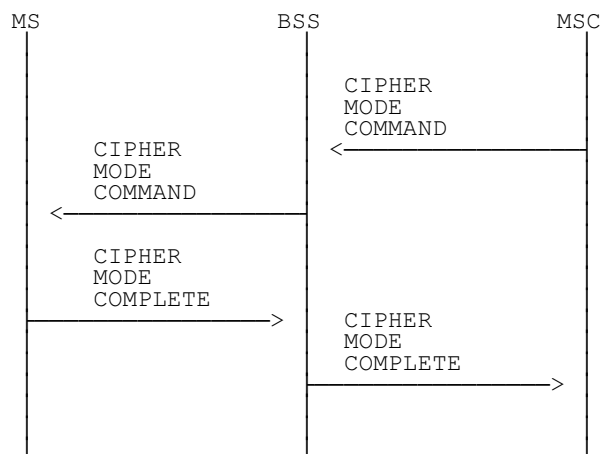 MS BSS MSC
CIPHER
MODE
COMMAND
CIPHER
MODE
COMMAND
CIPHER
MODE
COMPLETE
CIPHER
MODE
COMPLETE